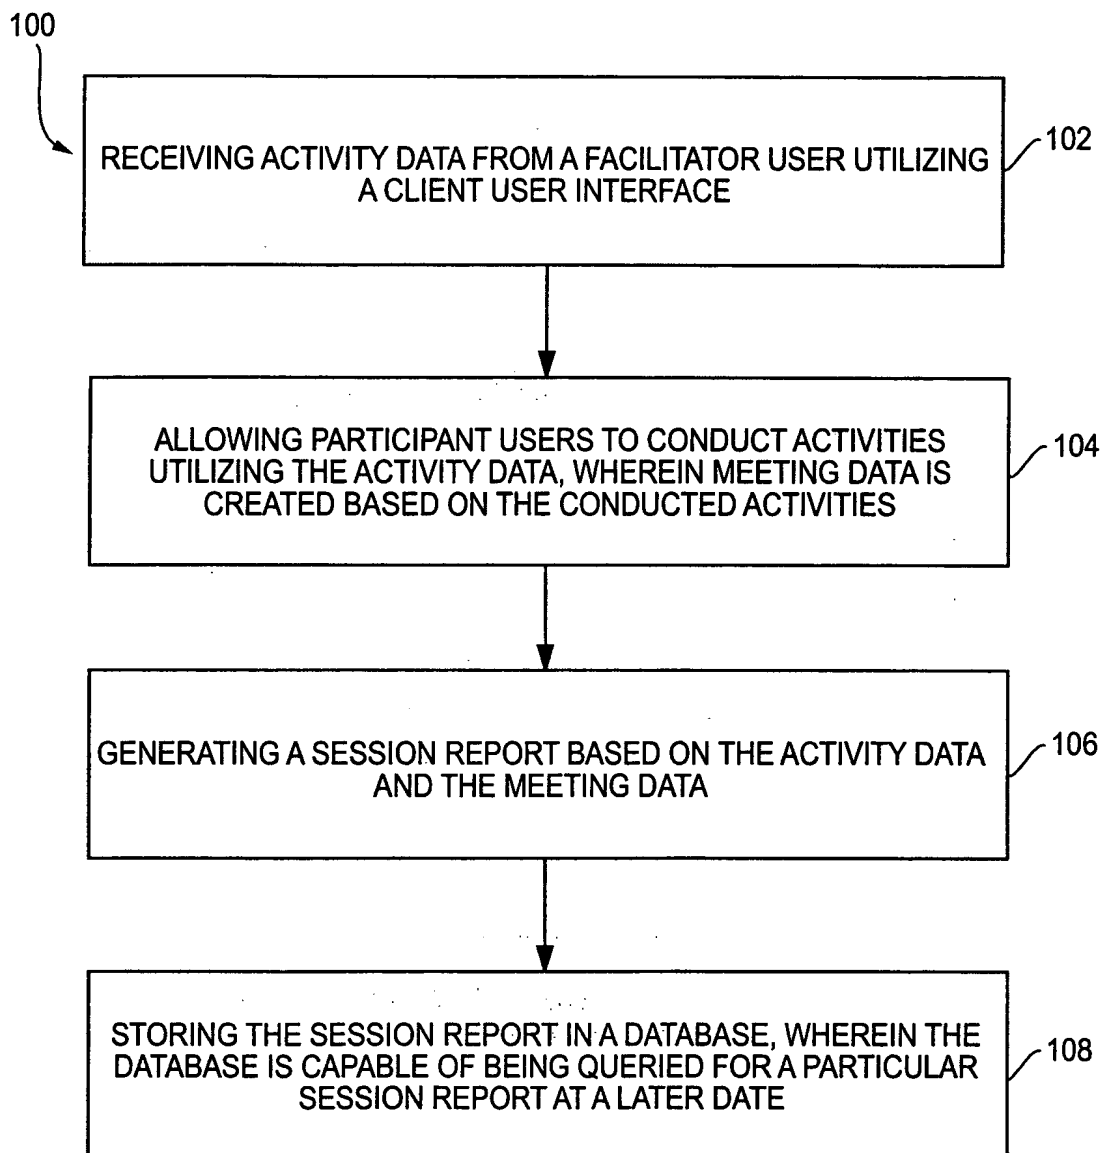 100
RECEIVING ACTIVITY DATA FROM A FACILITATOR USER UTILIZING
A CLIENT USER INTERFACE
102
ALLOWING PARTICIPANT USERS TO CONDUCT ACTIVITIES
UTILIZING THE ACTIVITY DATA, WHEREIN MEETING DATA IS
CREATED BASED ON THE CONDUCTED ACTIVITIES
104
GENERATING A SESSION REPORT BASED ON THE ACTIVITY DATA
AND THE MEETING DATA
106
STORING THE SESSION REPORT IN A DATABASE, WHEREIN THE
DATABASE IS CAPABLE OF BEING QUERIED FOR A PARTICULAR
SESSION REPORT AT A LATER DATE
108